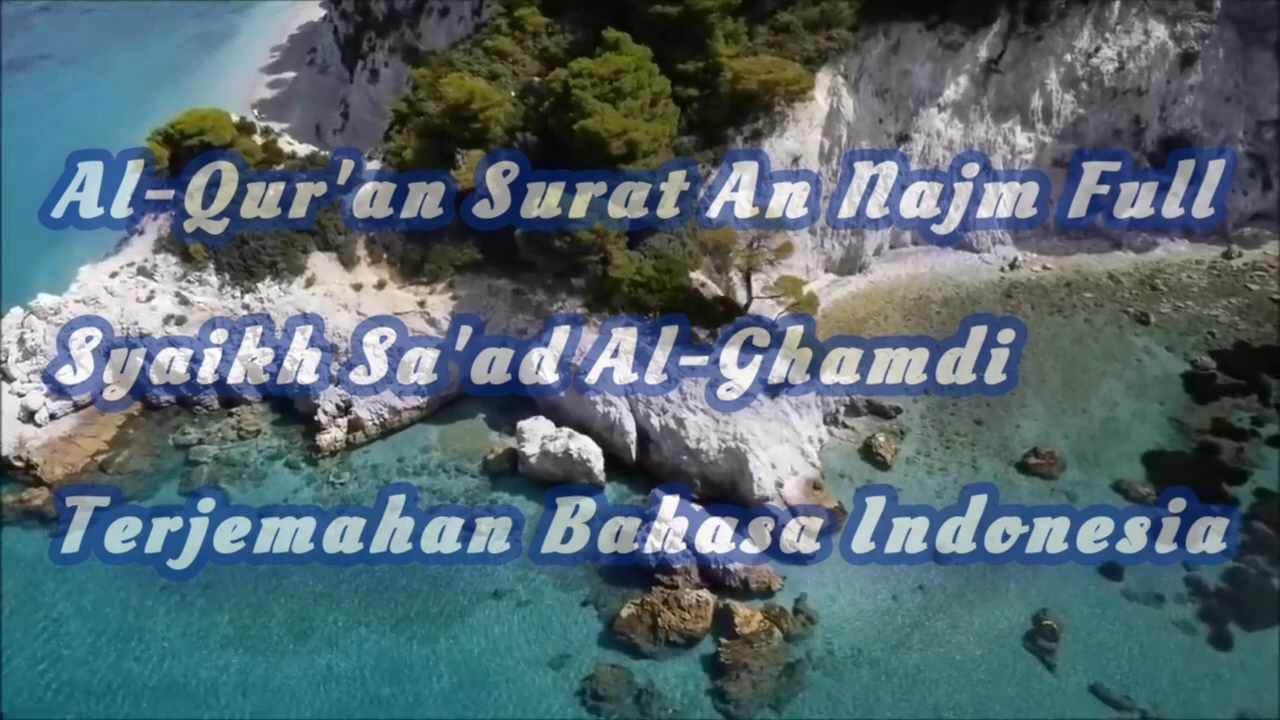 Al-Qur'an Surat An Najm Full
Syaikh Sa'ad Al-Ghamdi
Terjemahan Bahasa Indonesia